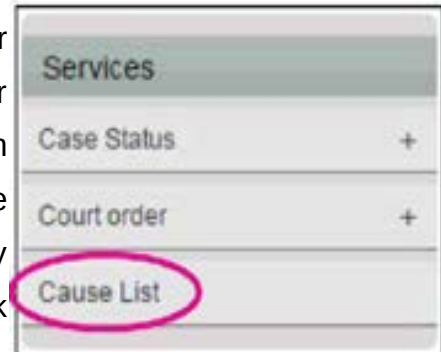 Services
r
r
Case Status +
n
e
Court order +
y
Cause List
k